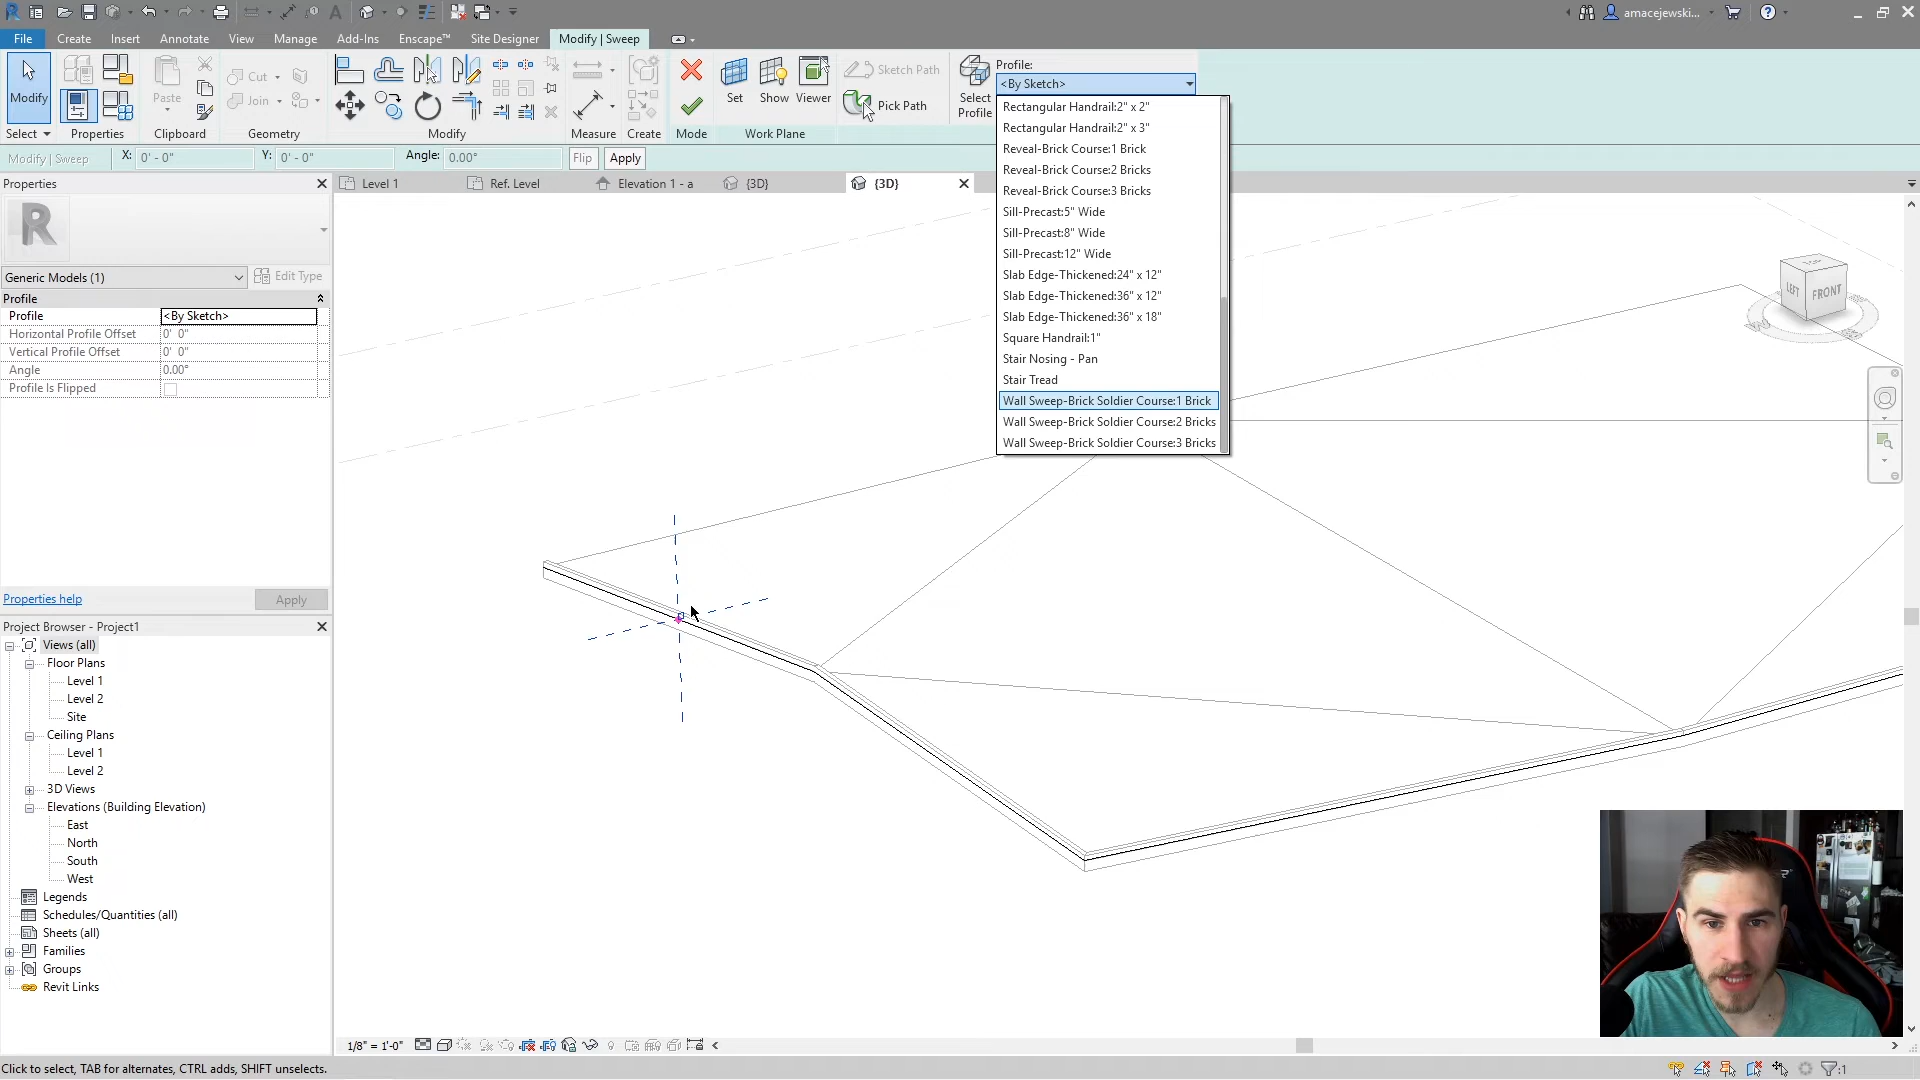 amacejewski...
File Create Insert Annotate View Manage Add-Ins Enscape™ Site Designer Modify | Sweep
Modify
Paste
Cut
Join
Set
Show
Viewer
Sketch Path
Pick Path
Select
Profile
Profile:
<By Sketch>
Select Properties Clipboard Geometry Modify Measure Create Mode Work Plane
Modify | Sweep X: 0' - 0" Y: 0' - 0" Angle: 0.00° Flip Apply
Properties
Level 1 Ref. Level Elevation 1 - a {3D} {3D}
R
Generic Models (1) Edit Type
Profile
Profile <By Sketch>
Horizontal Profile Offset 0' 0"
Vertical Profile Offset 0' 0"
Angle 0.00°
Profile Is Flipped
Properties help Apply
Rectangular Handrail:2" x 2"
Rectangular Handrail:2" x 3"
Reveal-Brick Course:1 Brick
Reveal-Brick Course:2 Bricks
Reveal-Brick Course:3 Bricks
Sill-Precast:5" Wide
Sill-Precast:8" Wide
Sill-Precast:12" Wide
Slab Edge-Thickened:24" x 12"
Slab Edge-Thickened:36" x 12"
Slab Edge-Thickened:36" x 18"
Square Handrail:1"
Stair Nosing - Pan
Stair Tread
Wall Sweep-Brick Soldier Course:1 Brick
Wall Sweep-Brick Soldier Course:2 Bricks
Wall Sweep-Brick Soldier Course:3 Bricks
TOP
LEFT FRONT
Project Browser - Project1
Views (all)
Floor Plans
Level 1
Level 2
Site
Ceiling Plans
Level 1
Level 2
3D Views
Elevations (Building Elevation)
East
North
South
West
Legends
Schedules/Quantities (all)
Sheets (all)
Families
Groups
Revit Links
1/8" = 1'-0"
Click to select, TAB for alternates, CTRL adds, SHIFT unselects.
:1